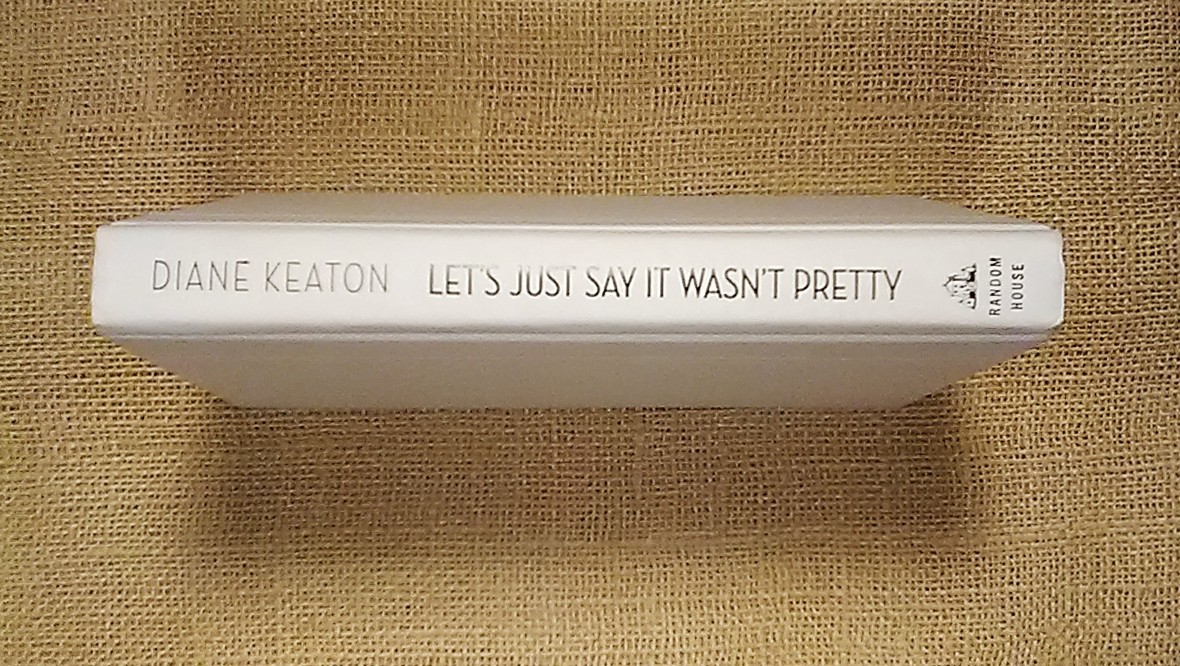 DIANE KEATON LET'S JUST SAY IT WASN'T PRETTY
RANDOM
HOUSE